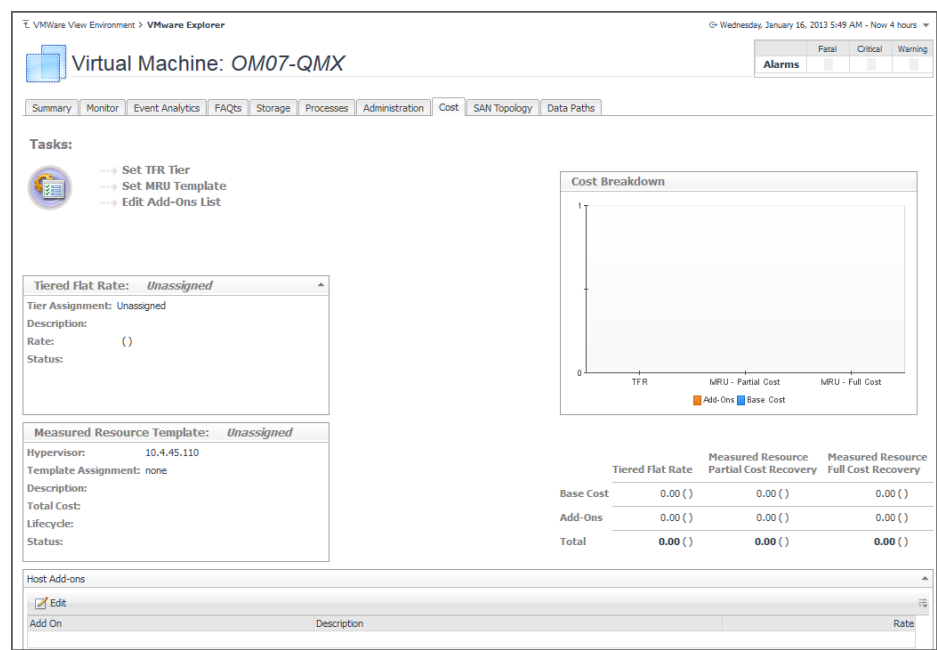 VMWare View Environment > VMware Explorer
Wednesday, January 16, 2013 5:49 AM - Now 4 hours
Virtual Machine: OM07-QMX
Fatal Critical Warning
Alarms
Summary Monitor Event Analytics FAQts Storage Processes Administration Cost SAN Topology Data Paths
Tasks:
Set TFR Tier
Set MRU Template
Edit Add-Ons List
Cost Breakdown
1
0
TFR MRU - Partial Cost MRU - Full Cost
Add-Ons Base Cost
Tiered Flat Rate: Unassigned
Tier Assignment: Unassigned
Description:
Rate: ( )
Status:
Measured Resource Template: Unassigned
Hypervisor: 10.4.45.110
Template Assignment: none
Description:
Total Cost:
Lifecycle:
Status:
Measured Resource Measured Resource
Tiered Flat Rate Partial Cost Recovery Full Cost Recovery
Base Cost 0.00 ( ) 0.00 ( ) 0.00 ( )
Add-Ons 0.00 ( ) 0.00 ( ) 0.00 ( )
Total 0.00 ( ) 0.00 ( ) 0.00 ( )
Host Add-ons
Edit
Add On Description Rate